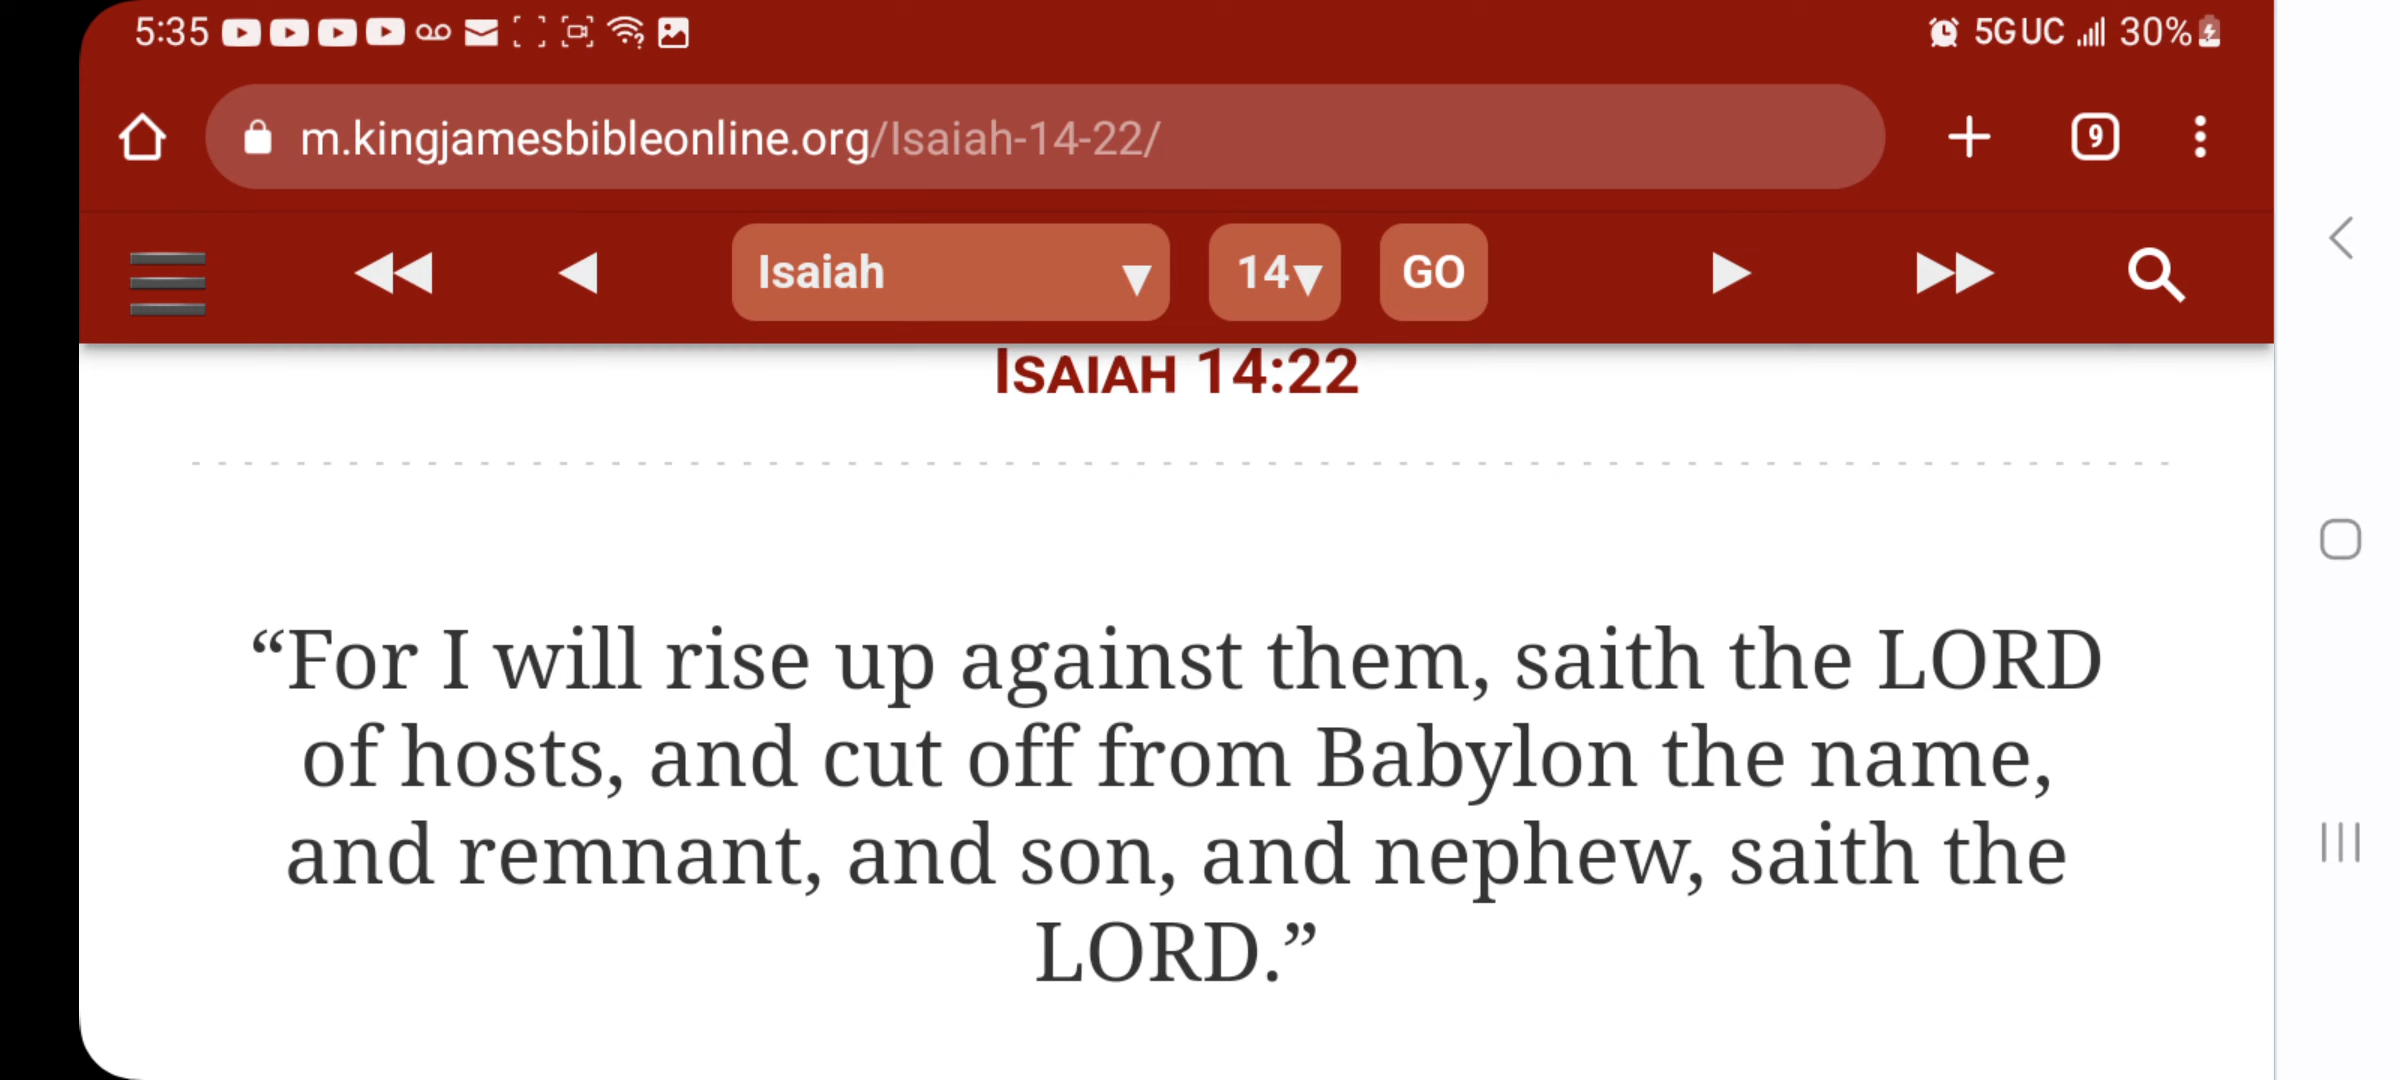 5:35 5G UC 30%
m.kingjamesbibleonline.org/Isaiah-14-22/ 9
Isaiah 14 GO
ISAIAH 14:22
“For I will rise up against them, saith the LORD
of hosts, and cut off from Babylon the name,
and remnant, and son, and nephew, saith the
LORD.”